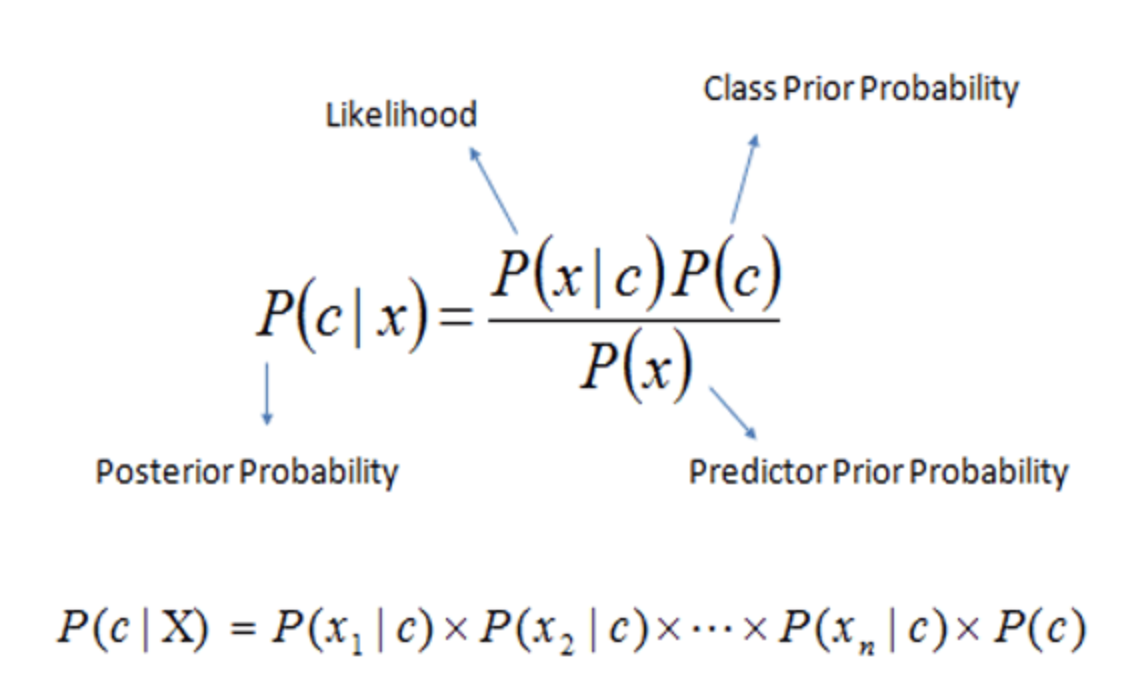 Class Prior Probability
Likelihood
P(c | x) = P(x | c)P(c) / P(x)
Posterior Probability
Predictor Prior Probability
P(c | X) = P(x₁ | c) × P(x₂ | c) × ··· × P(xₙ | c) × P(c)